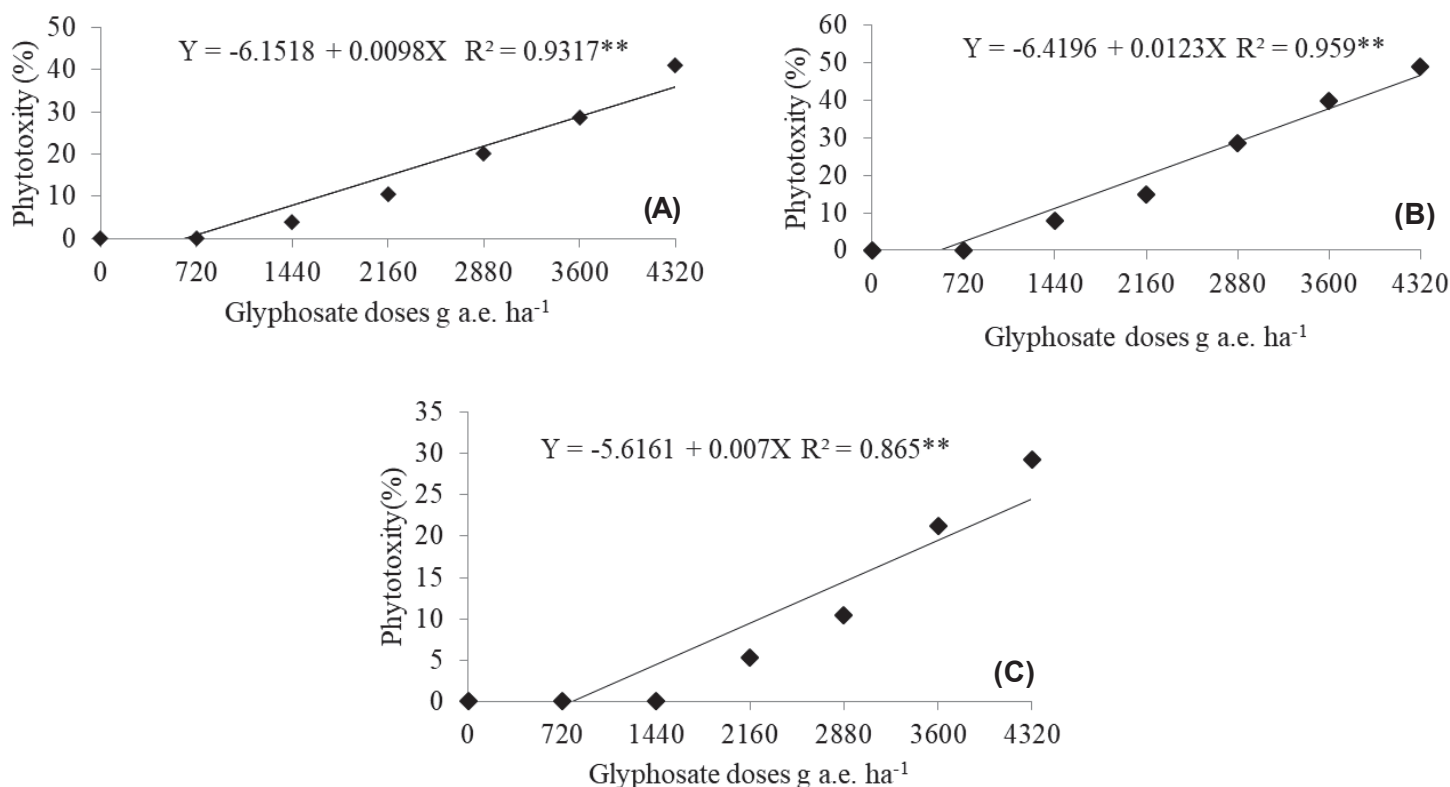 Y = -6.1518 + 0.0098X R² = 0.9317**
Phytotoxity (%)
50
40
30
20
10
0
(A)
0 720 1440 2160 2880 3600 4320
Glyphosate doses g a.e. ha⁻¹
Y = -6.4196 + 0.0123X R² = 0.959**
Phytotoxity (%)
60
50
40
30
20
10
0
(B)
0 720 1440 2160 2880 3600 4320
Glyphosate doses g a.e. ha⁻¹
Y = -5.6161 + 0.007X R² = 0.865**
Phytotoxity(%)
35
30
25
20
15
10
5
0
(C)
0 720 1440 2160 2880 3600 4320
Glyphosate doses g a.e. ha⁻¹